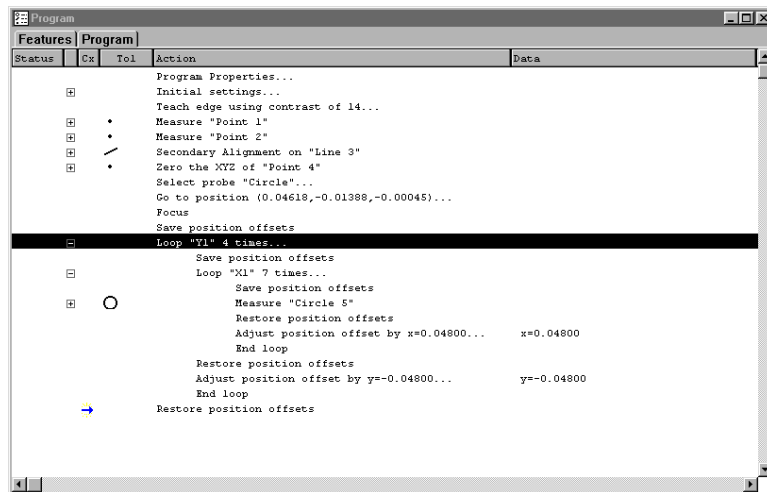 Program
Features Program
Status Cx Tol Action Data
Program Properties...
Initial settings...
Teach edge using contrast of 14...
Measure "Point 1"
Measure "Point 2"
Secondary Alignment on "Line 3"
Zero the XYZ of "Point 4"
Select probe "Circle"...
Go to position (0.04618,-0.01388,-0.00045)...
Focus
Save position offsets
Loop "Y1" 4 times...
Save position offsets
Loop "X1" 7 times...
Save position offsets
Measure "Circle 5"
Restore position offsets
Adjust position offset by x=0.04800... x=0.04800
End loop
Restore position offsets
Adjust position offset by y=-0.04800... y=-0.04800
End loop
Restore position offsets